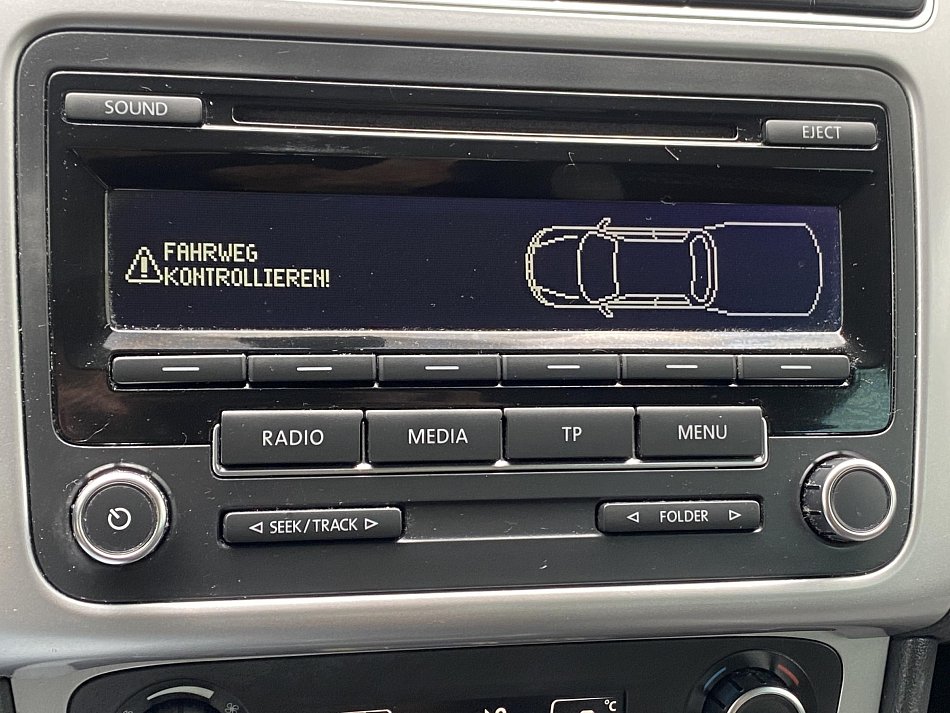 SOUND
EJECT
FAHRWEG
KONTROLLIEREN!
RADIO MEDIA TP MENU
SEEK/TRACK
FOLDER
°C